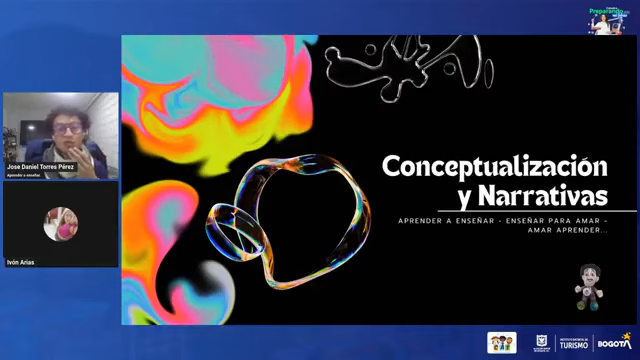 Preparando
Jose Daniel Torres Pérez
Aprender a enseñar
Ivón Arias
Conceptualización
y Narrativas
APRENDER A ENSEÑAR - ENSEÑAR PARA AMAR -
AMAR APRENDER...
TURISMO
BOGOTÁ